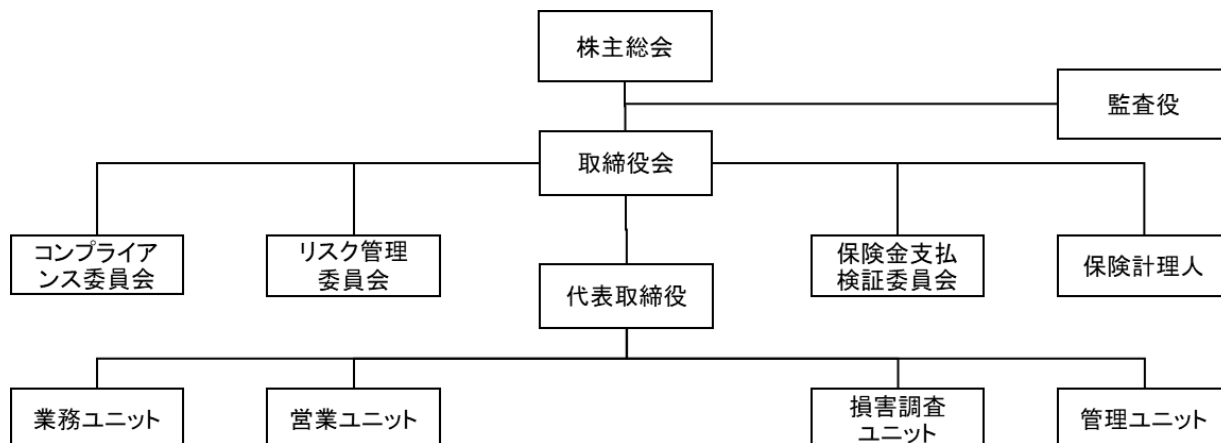 株主総会
監査役
取締役会
コンプライア
ンス委員会
リスク管理
委員会
保険金支払
検証委員会
保険計理人
代表取締役
業務ユニット
営業ユニット
損害調査
ユニット
管理ユニット